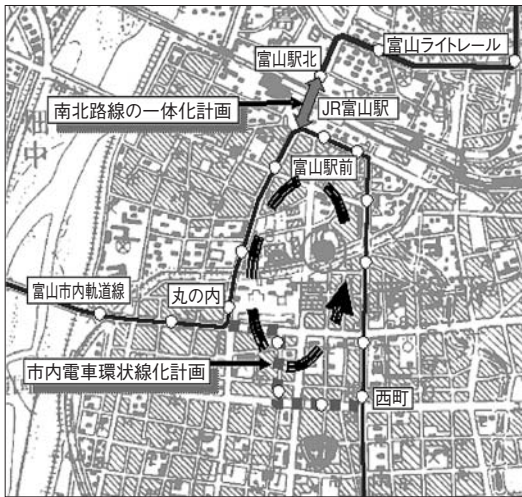 富山駅北
富山ライトレール
南北路線の一体化計画
JR富山駅
富山駅前
富山市内軌道線
丸の内
市内電車環状線化計画
西町